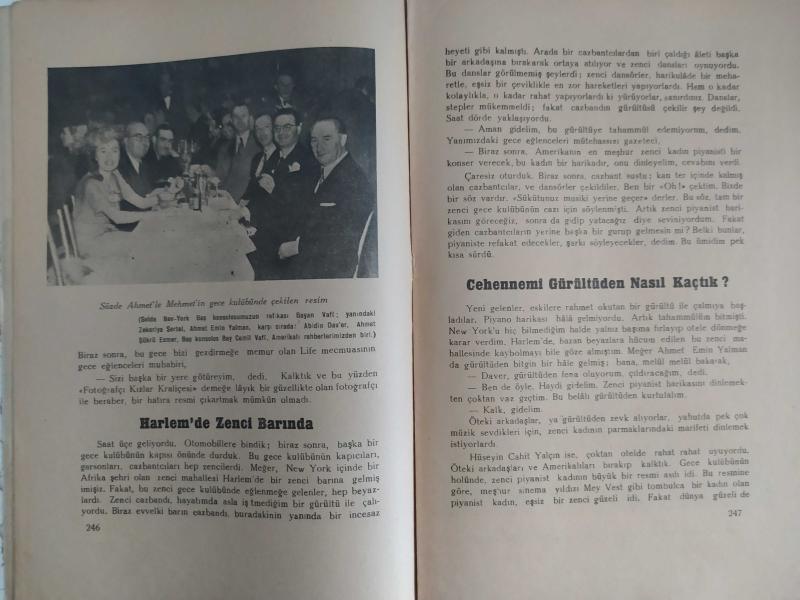 Sözde Ahmet'le Mehmet'in gece kulübünde çekilen resim
(Solda Nev-York Baş konsolosumuzun refikası Bayan Vafi; yanındaki
Zekeriya Sertel, Ahmet Emin Yalman, karşı sırada: Abidin Dav'er, Ahmet
Şükrü Esmer, Baş konsolos Bay Cemil Vafi, Amerikalı rehberlerimizden biri.)
Biraz sonra, bu gece bizi gezdirmeğe memur olan Life mecmuasının
gece eğlenceleri muhabiri,
— Sizi başka bir yere götüreyim, dedi. Kalktık ve bu yüzden
«Fotoğrafçı Kızlar Kraliçesi» demeğe lâyık bir güzellikte olan fotoğrafçı
ile beraber, bir hatıra resmi çıkartmak mümkün olmadı.
Harlem'de Zenci Barında
Saat üçe geliyordu. Otomobillere bindik; biraz sonra, başka bir
gece kulübünün kapısı önünde durduk. Bu gece kulübünün kapıcıları,
garsonları, cazbantcıları hep zencilerdi. Meğer, New York içinde bir
Afrika şehri olan zenci mahallesi Harlem'de bir zenci barına gelmiş
imişiz. Fakat, bu zenci gece kulübünde eğlenmeğe gelenler, hep beyaz-
lardı. Zenci cazbandı, hayatımda asla iştmediğim bir gürültü ile çalı-
yordu. Biraz evvelki barın cazbandı, buradakinin yanında bir incesaz
246
heyeti gibi kalmıştı. Arada bir cazbantcılardan biri çaldığı âleti başka
bir arkadaşına bırakarak ortaya atılıyor ve zenci dansları oynuyordu.
Bu danslar görülmemiş şeylerdi; zenci dansörler, harikulâde bir meha-
retle, eşsiz bir çeviklikle en zor hareketleri yapıyorlardı. Hem o kadar
kolaylıkla, o kadar rahat yapıyorlardı ki yürüyorlar, sanırdınız. Danslar,
stepler mükemmeldi; fakat cazbandın gürültüsü çekilir şey değildi.
Saat dörde yaklaşıyordu.
— Aman gidelim, bu gürültüye tahammül edemiyorum, dedim.
Yanımızdaki gece eğlenceleri mütehassısı gazeteci,
— Biraz sonra, Amerikanın en meşhur zenci kadın piyanisti bir
konser verecek, bu kadın bir harikadır, onu dinleyelim, cevabını verdi.
Çaresiz oturduk. Biraz sonra, cazbant sustu; kan ter içinde kalmış
olan cazbantcılar, ve dansörler çekildiler. Ben bir «Oh!» çektim. Bizde
bir söz vardır. «Sükûtunuz musiki yerine geçer» derler. Bu söz, tam bir
zenci gece kulübünün cazı için söylenmişti. Artık zenci piyanist hari-
kasını göreceğiz, sonra da gidip yatacağız diye seviniyordum. Fakat
giden cazbantcıların yerine başka bir gurup gelmesin mi? Belki bunlar,
piyaniste refakat edecekler, şarkı söyleyecekler, dedim. Bu ümidim pek
kısa sürdü.
Cehennemi Gürültüden Nasıl Kaçtık?
Yeni gelenler, eskilere rahmet okutan bir gürültü ile çalmıya baş-
ladılar. Piyano harikası hâlâ gelmiyordu. Artık tahammülüm bitmişti.
New York'u hiç bilmediğim halde yalnız başıma fırlayıp otele dönmeğe
karar verdim. Harlem'de, bazan beyazlara hücum edilen bu zenci ma-
hallesinde kaybolmayı bile göze almıştım. Meğer Ahmet Emin Yalman
da gürültüden bitgin bir hale gelmiş; bana, melûl melûl bakarak,
— Daver, gürültüden fena oluyorum, çıldıracağım, dedi.
— Ben de öyle. Haydi gidelim. Zenci piyanist harikasını dinlemek-
ten çoktan vaz gçztim. Bu belâlı gürültüden kurtulalım.
— Kalk, gidelim.
Öteki arkadaşlar, ya gürültüden zevk alıyorlar, yahutda pek çok
müzik sevdikleri için, zenci kadının parmaklarındaki marifeti dinlemek
istiyorlardı.
Hüseyin Cahit Yalçın ise, çoktan otelde rahat rahat uyuyordu.
Öteki arkadaşları ve Amerikalıları bırakıp kalktık. Gece kulübünün
holünde, zenci piyanist kadının büyük bir resmi asılı idi. Bu resmine
göre, meşhur sinema yıldızı Mey Vest gibi tombulca bir kadın olan
piyanist kadın, eşsiz bir zenci güzeli idi. Fakat dünya güzeli de
247